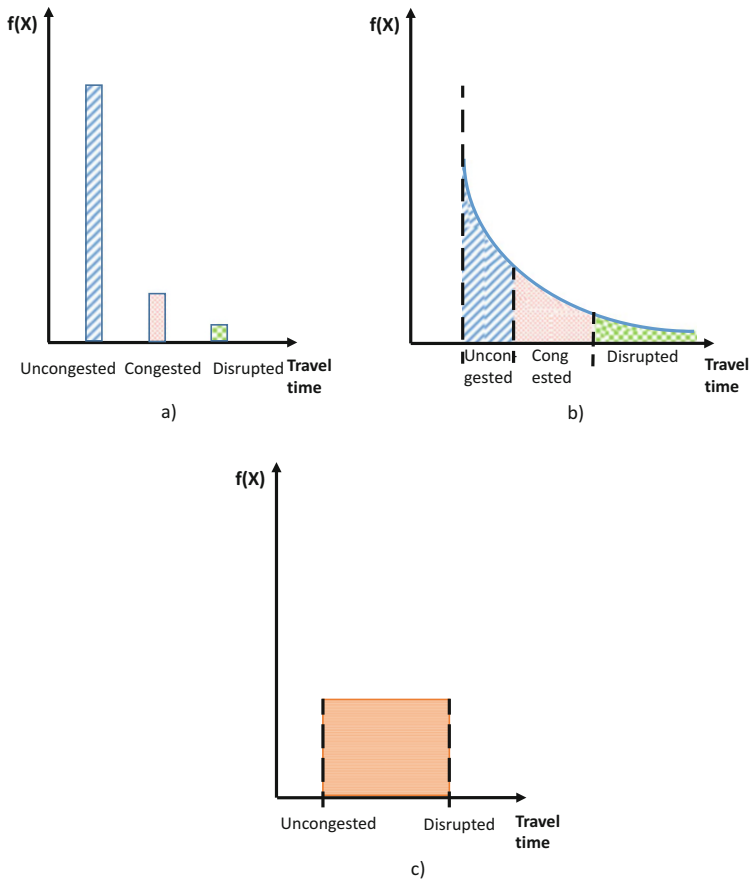 f(X)
Uncongested Congested Disrupted Travel
time
a)
f(X)
Uncon Cong Disrupted Travel
gested ested time
b)
f(X)
Uncongested Disrupted Travel
time
c)